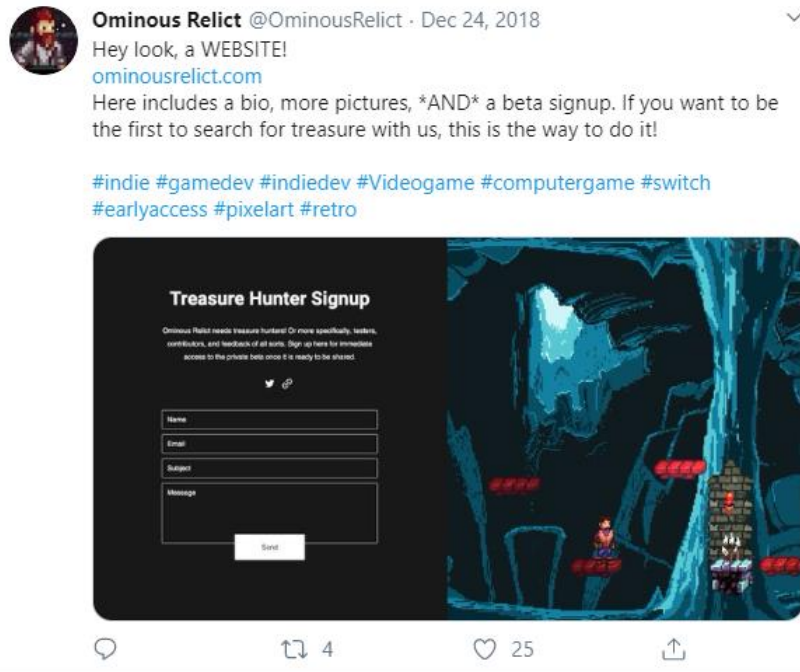 Ominous Relict @OminousRelict · Dec 24, 2018
Hey look, a WEBSITE!
ominousrelict.com
Here includes a bio, more pictures, *AND* a beta signup. If you want to be
the first to search for treasure with us, this is the way to do it!
#indie #gamedev #indiedev #Videogame #computergame #switch
#earlyaccess #pixelart #retro
Treasure Hunter Signup
Ominous Relict needs treasure hunters! Or more specifically, testers,
contributors, and feedback of all sorts. Sign up here for immediate
access to the private beta once it is ready to be shared.
Name
Email
Subject
Message
Send
4
25